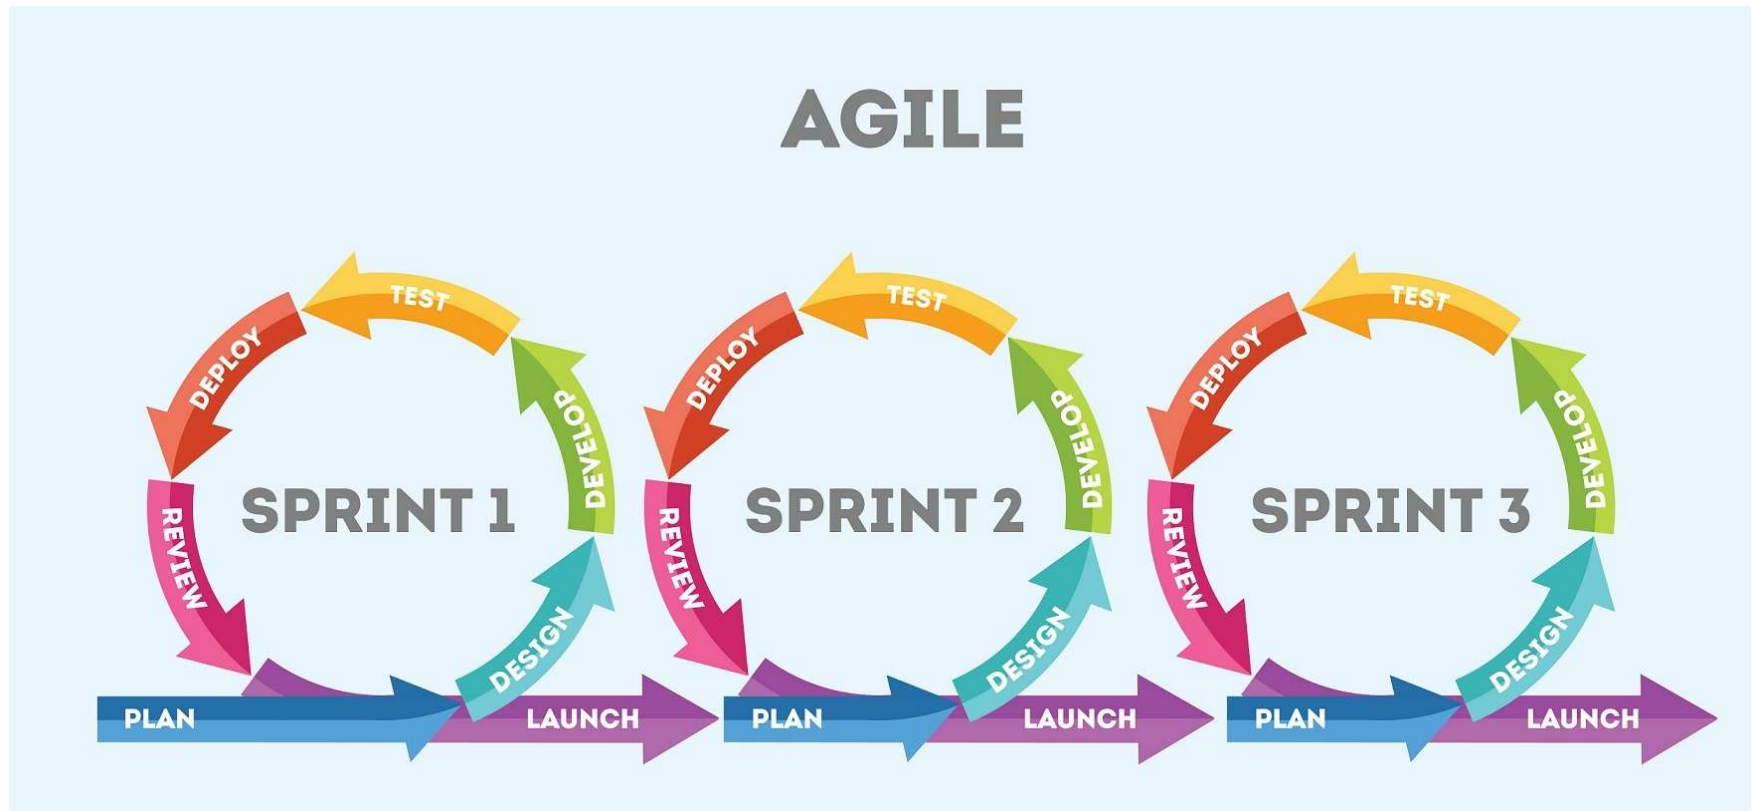 AGILE
SPRINT 1
PLAN
DESIGN
DEVELOP
TEST
DEPLOY
REVIEW
LAUNCH
SPRINT 2
PLAN
DESIGN
DEVELOP
TEST
DEPLOY
REVIEW
LAUNCH
SPRINT 3
PLAN
DESIGN
DEVELOP
TEST
DEPLOY
REVIEW
LAUNCH